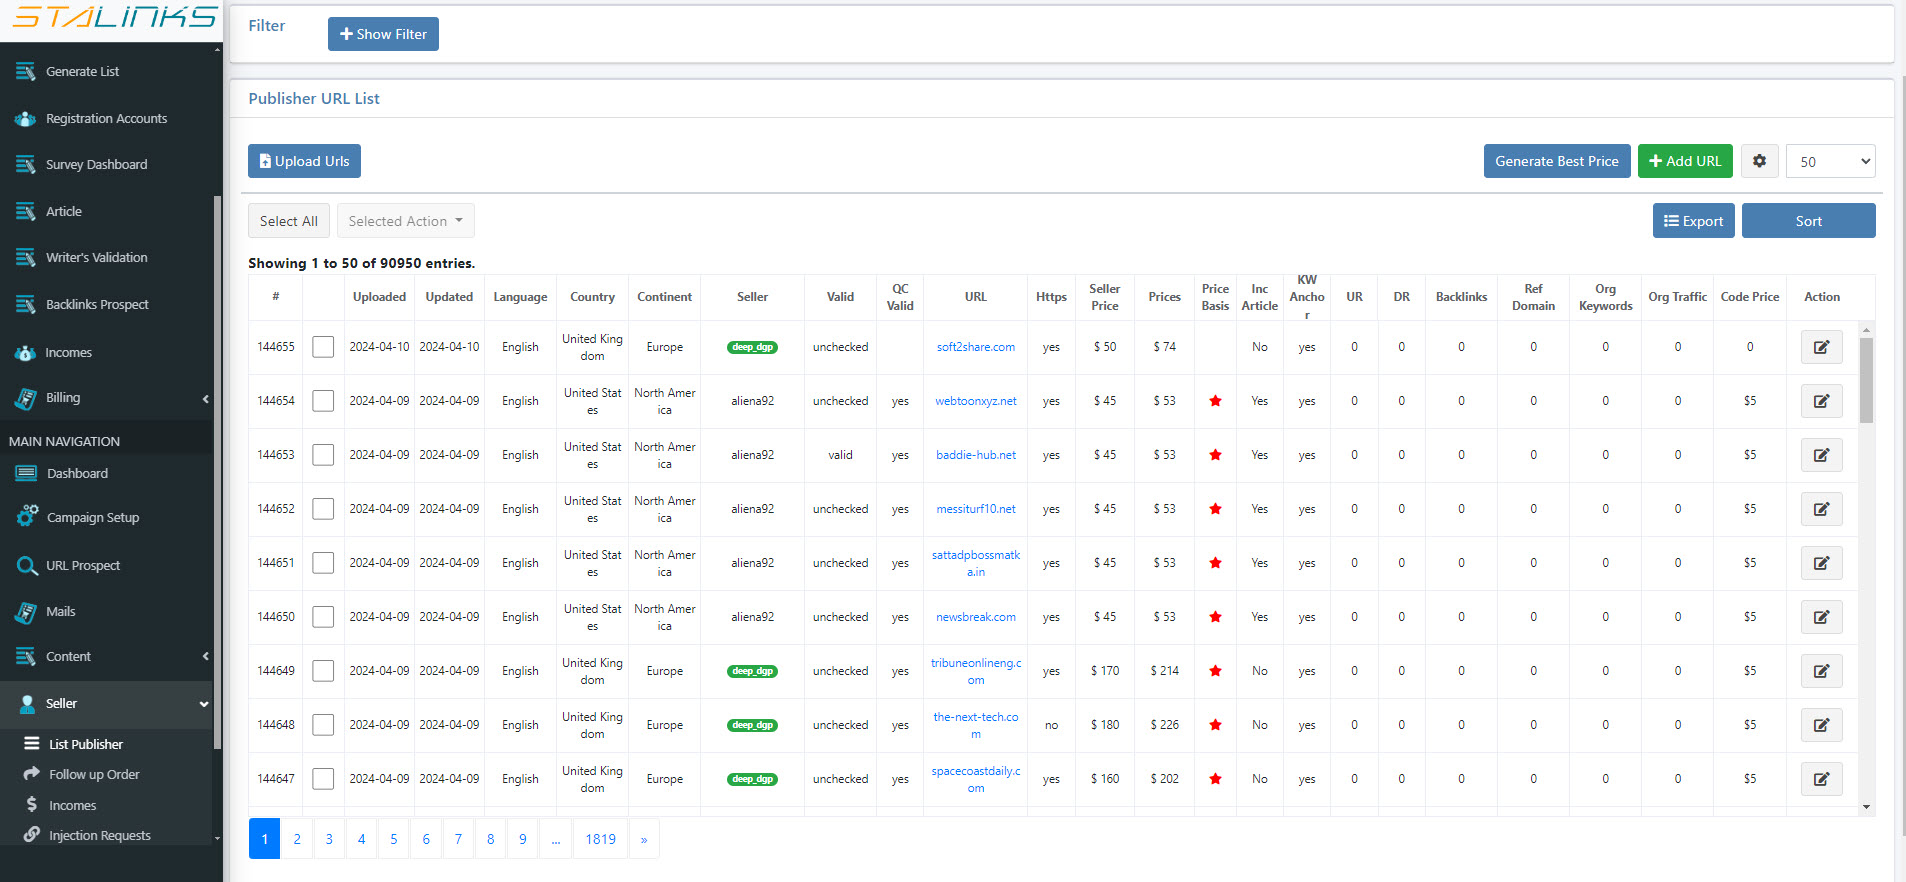 STALINKS
Generate List
Registration Accounts
Survey Dashboard
Article
Writer's Validation
Backlinks Prospect
Incomes
Billing
MAIN NAVIGATION
Dashboard
Campaign Setup
URL Prospect
Mails
Content
Seller
List Publisher
Follow up Order
Incomes
Injection Requests
Filter
Show Filter
Publisher URL List
Upload Urls
Generate Best Price
Add URL
50
Select All
Selected Action
Export
Sort
Showing 1 to 50 of 90950 entries.
# Uploaded Updated Language Country Continent Seller Valid QC Valid URL Https Seller Price Prices Price Basis Inc Article KW Anchor UR DR Backlinks Ref Domain Org Keywords Org Traffic Code Price Action
144655 2024-04-10 2024-04-10 English United Kingdom Europe deep_dgp unchecked soft2share.com yes $ 50 $ 74 No yes 0 0 0 0 0 0 0
144654 2024-04-09 2024-04-09 English United States North America aliena92 unchecked yes webtoonxyz.net yes $ 45 $ 53 Yes yes 0 0 0 0 0 0 $5
144653 2024-04-09 2024-04-09 English United States North America aliena92 valid yes baddie-hub.net yes $ 45 $ 53 Yes yes 0 0 0 0 0 0 $5
144652 2024-04-09 2024-04-09 English United States North America aliena92 unchecked yes messiturf10.net yes $ 45 $ 53 Yes yes 0 0 0 0 0 0 $5
144651 2024-04-09 2024-04-09 English United States North America aliena92 unchecked yes sattadpbossmatka.in yes $ 45 $ 53 Yes yes 0 0 0 0 0 0 $5
144650 2024-04-09 2024-04-09 English United States North America aliena92 unchecked yes newsbreak.com yes $ 45 $ 53 Yes yes 0 0 0 0 0 0 $5
144649 2024-04-09 2024-04-09 English United Kingdom Europe deep_dgp unchecked yes tribuneonlineng.com yes $ 170 $ 214 No yes 0 0 0 0 0 0 $5
144648 2024-04-09 2024-04-09 English United Kingdom Europe deep_dgp unchecked yes the-next-tech.com no $ 180 $ 226 No yes 0 0 0 0 0 0 $5
144647 2024-04-09 2024-04-09 English United Kingdom Europe deep_dgp unchecked yes spacecoastdaily.com yes $ 160 $ 202 No yes 0 0 0 0 0 0 $5
1 2 3 4 5 6 7 8 9 ... 1819 »